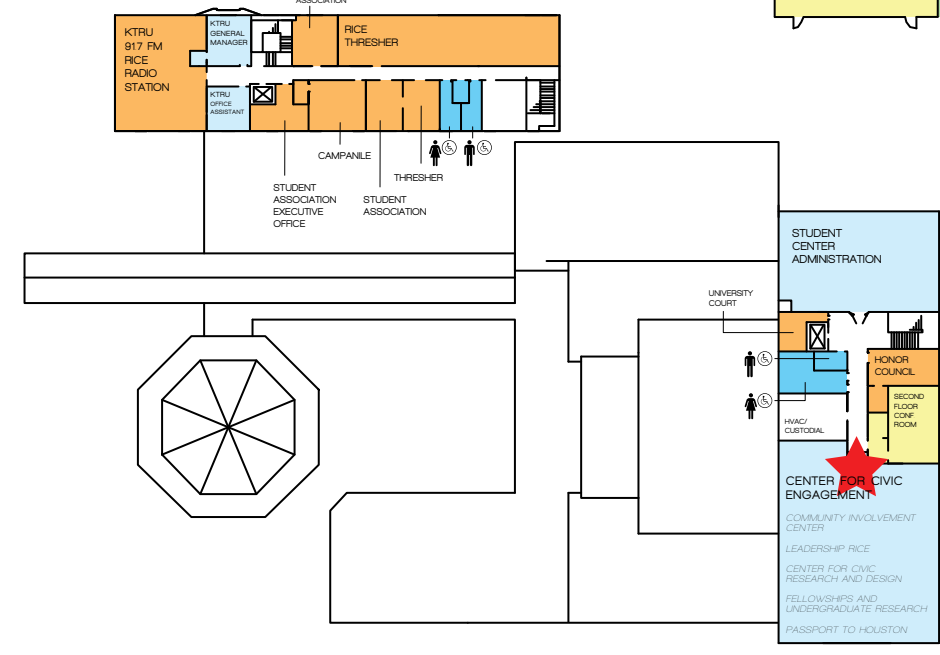 ASSOCIATION
KTRU
917 FM
RICE
RADIO
STATION
KTRU
GENERAL
MANAGER
RICE
THRESHER
KTRU
OFFICE
ASSISTANT
CAMPANILE
THRESHER
STUDENT
ASSOCIATION
EXECUTIVE
OFFICE
STUDENT
ASSOCIATION
STUDENT
CENTER
ADMINISTRATION
UNIVERSITY
COURT
HONOR
COUNCIL
SECOND
FLOOR
CONF
ROOM
HVAC/
CUSTODIAL
CENTER FOR CIVIC
ENGAGEMENT
COMMUNITY INVOLVEMENT
CENTER
LEADERSHIP RICE
CENTER FOR CIVIC
RESEARCH AND DESIGN
FELLOWSHIPS AND
UNDERGRADUATE RESEARCH
PASSPORT TO HOUSTON